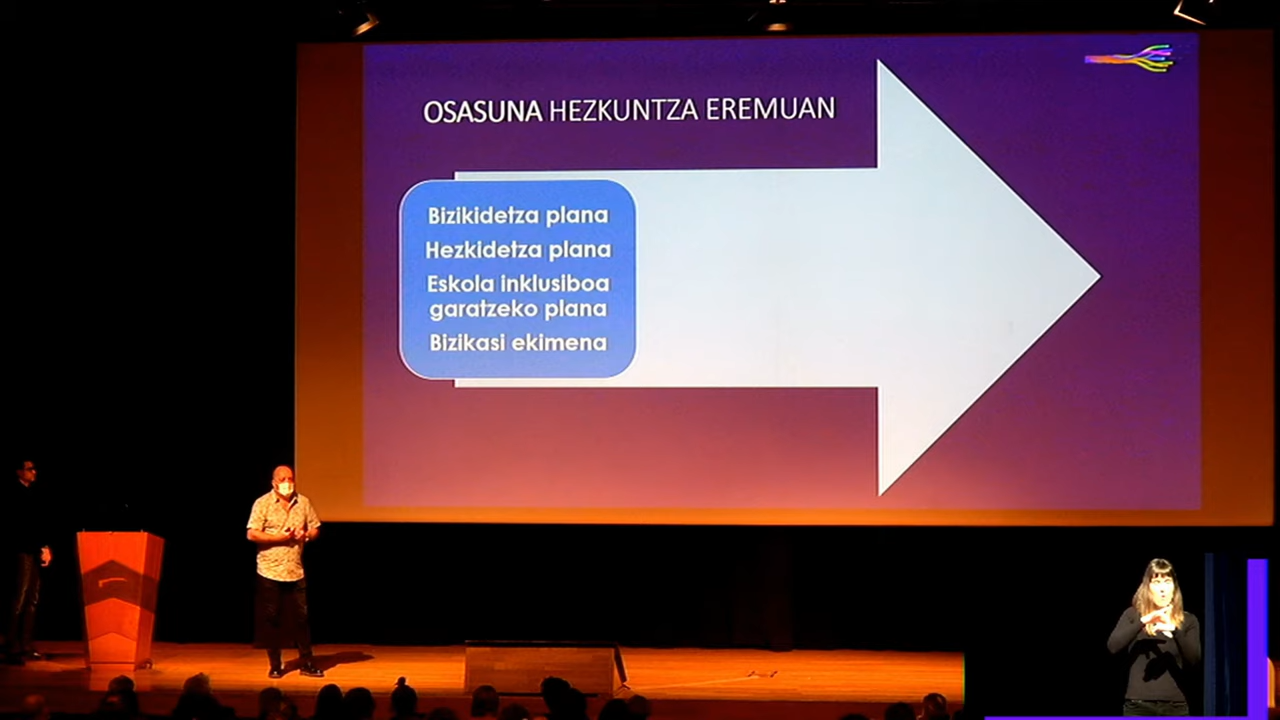 OSASUNA HEZKUNTZA EREMUAN
Bizikidetza plana
Hezkidetza plana
Eskola inklusiboa
garatzeko plana
Bizikasi ekimena